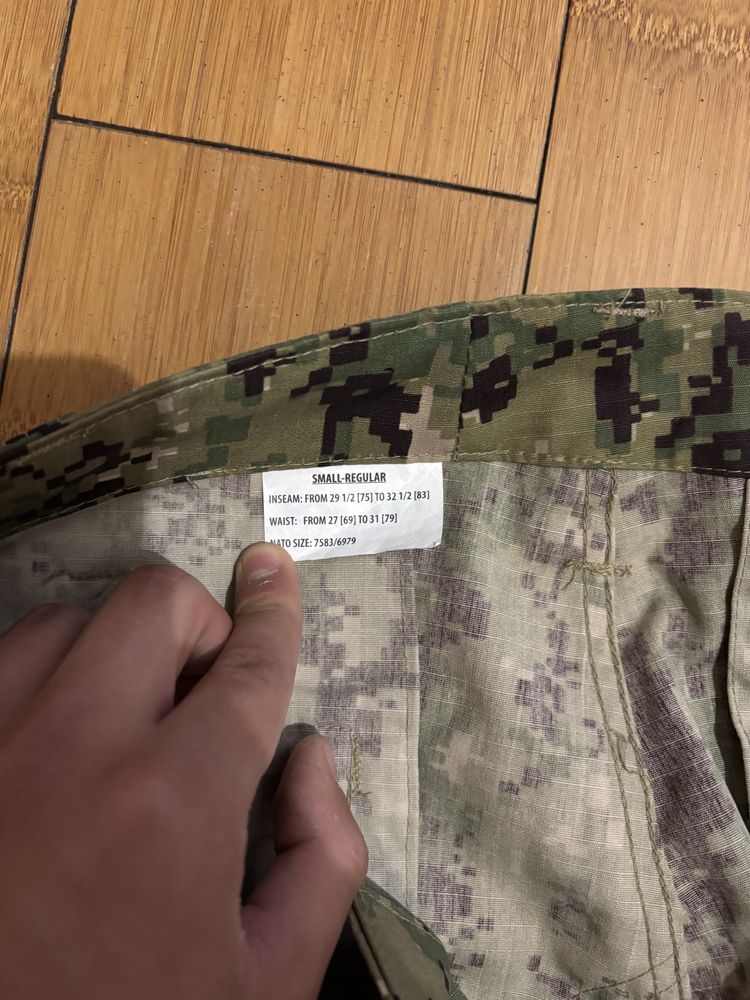 SMALL-REGULAR
INSEAM: FROM 29 1/2 [75] TO 32 1/2 [83]
WAIST: FROM 27 [69] TO 31 [79]
NATO SIZE: 7583/6979